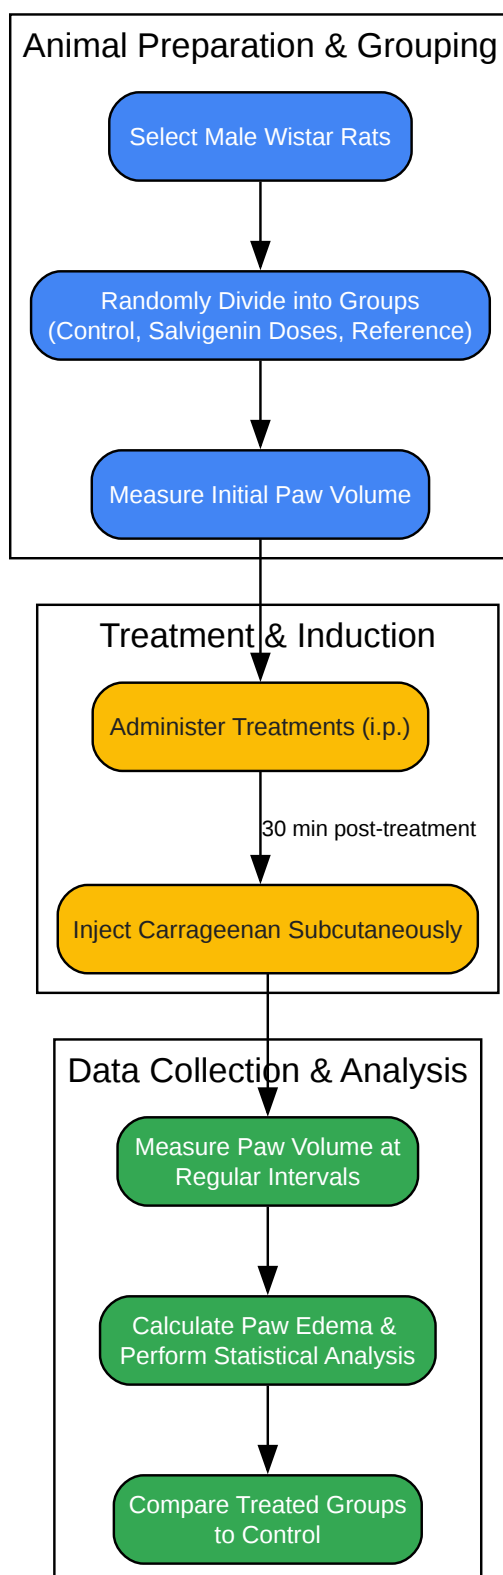 Animal Preparation & Grouping
Select Male Wistar Rats
Randomly Divide into Groups
(Control, Salvigenin Doses, Reference)
Measure Initial Paw Volume
Treatment & Induction
Administer Treatments (i.p.)
30 min post-treatment
Inject Carrageenan Subcutaneously
Data Collection & Analysis
Measure Paw Volume at
Regular Intervals
Calculate Paw Edema &
Perform Statistical Analysis
Compare Treated Groups
to Control